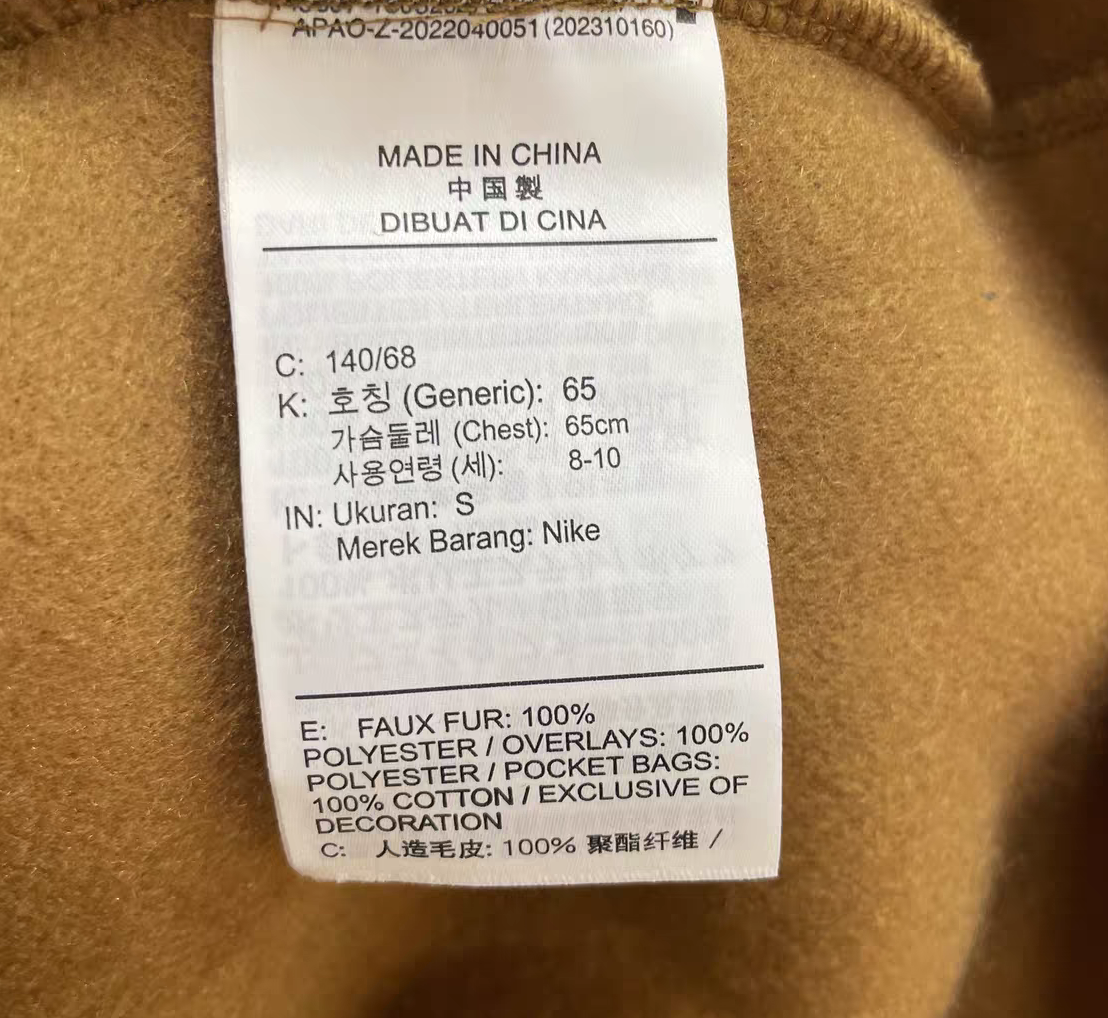 APAO-Z-2022040051(202310160)
MADE IN CHINA
中国製
DIBUAT DI CINA
C: 140/68
K: 호칭 (Generic): 65
가슴둘레 (Chest): 65cm
사용연령 (세): 8-10
IN: Ukuran: S
Merek Barang: Nike
E: FAUX FUR: 100%
POLYESTER / OVERLAYS: 100%
POLYESTER / POCKET BAGS:
100% COTTON / EXCLUSIVE OF
DECORATION
C: 人造毛皮: 100% 聚酯纤维 /